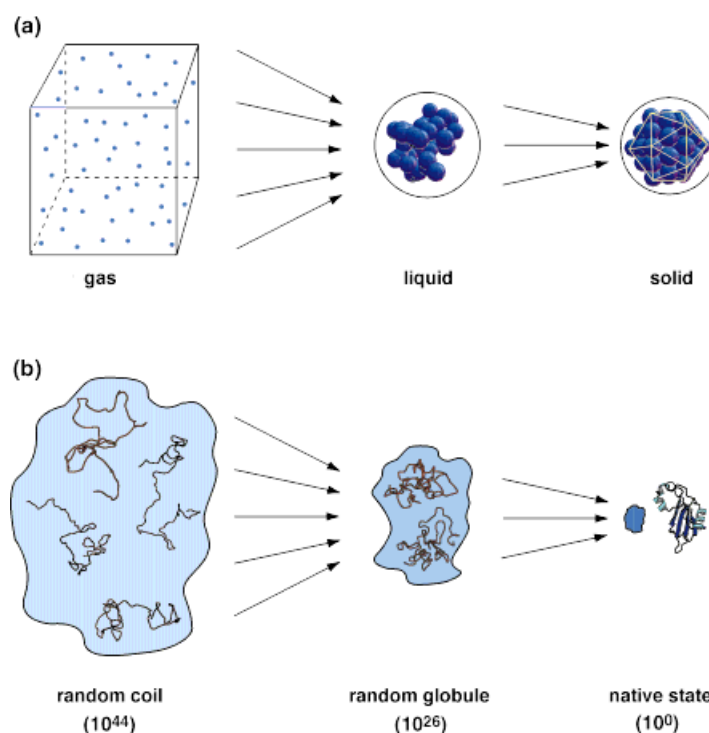 (a)
gas liquid solid
(b)
random coil random globule native state
(10⁴⁴) (10²⁶) (10⁰)